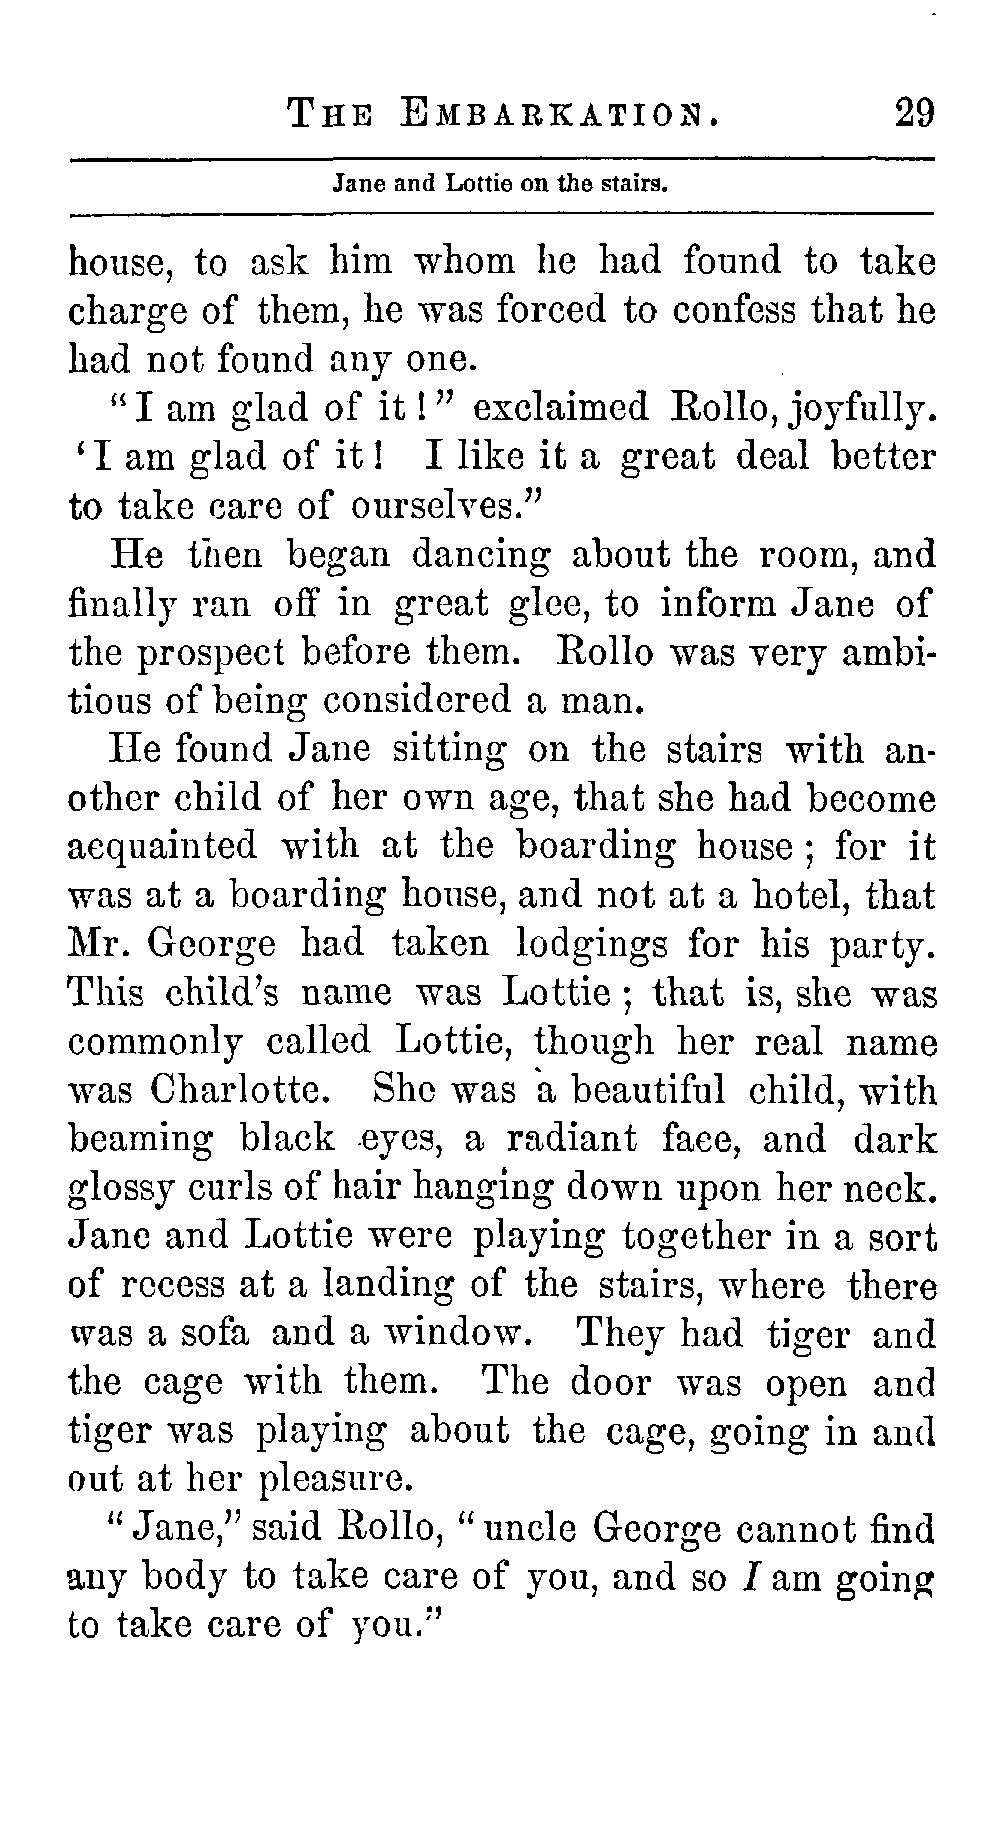 THE EMBARKATION. 29
Jane and Lottie on the stairs.
house, to ask him whom he had found to take
charge of them, he was forced to confess that he
had not found any one.
“I am glad of it!” exclaimed Rollo, joyfully.
‘I am glad of it! I like it a great deal better
to take care of ourselves.”
He then began dancing about the room, and
finally ran off in great glee, to inform Jane of
the prospect before them. Rollo was very ambi-
tious of being considered a man.
He found Jane sitting on the stairs with an-
other child of her own age, that she had become
acquainted with at the boarding house; for it
was at a boarding house, and not at a hotel, that
Mr. George had taken lodgings for his party.
This child’s name was Lottie; that is, she was
commonly called Lottie, though her real name
was Charlotte. She was a beautiful child, with
beaming black eyes, a radiant face, and dark
glossy curls of hair hanging down upon her neck.
Jane and Lottie were playing together in a sort
of recess at a landing of the stairs, where there
was a sofa and a window. They had tiger and
the cage with them. The door was open and
tiger was playing about the cage, going in and
out at her pleasure.
“Jane,” said Rollo, “uncle George cannot find
any body to take care of you, and so I am going
to take care of you.”